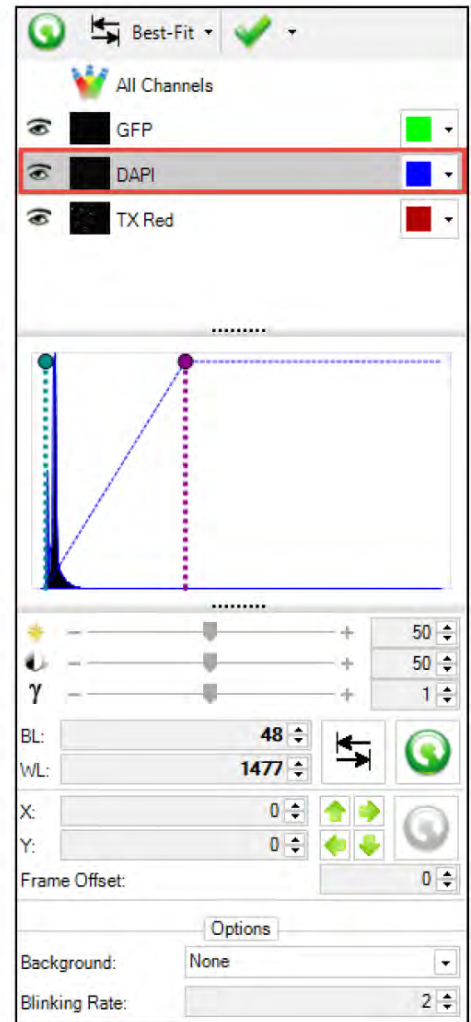 Best-Fit
All Channels
GFP
DAPI
TX Red
50
50
γ 1
BL: 48
WL: 1477
X: 0
Y: 0
Frame Offset: 0
Options
Background: None
Blinking Rate: 2